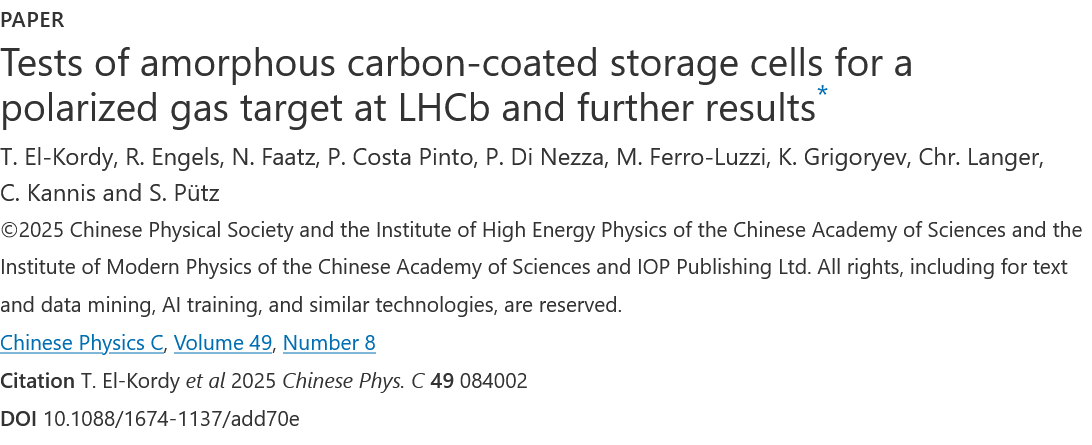 PAPER
Tests of amorphous carbon-coated storage cells for a
polarized gas target at LHCb and further results*
T. El-Kordy, R. Engels, N. Faatz, P. Costa Pinto, P. Di Nezza, M. Ferro-Luzzi, K. Grigoryev, Chr. Langer,
C. Kannis and S. Pütz
©2025 Chinese Physical Society and the Institute of High Energy Physics of the Chinese Academy of Sciences and the
Institute of Modern Physics of the Chinese Academy of Sciences and IOP Publishing Ltd. All rights, including for text
and data mining, AI training, and similar technologies, are reserved.
Chinese Physics C, Volume 49, Number 8
Citation T. El-Kordy et al 2025 Chinese Phys. C 49 084002
DOI 10.1088/1674-1137/add70e